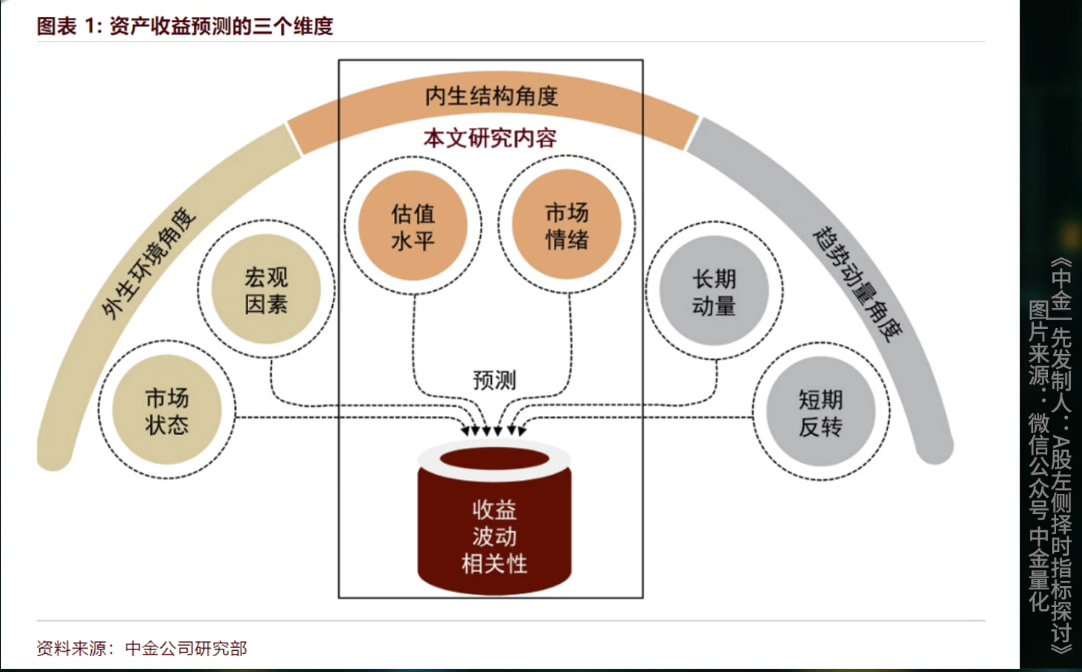 图表 1: 资产收益预测的三个维度
内生结构角度
本文研究内容
外生环境角度
趋势动量角度
估值
水平
市场
情绪
宏观
因素
长期
动量
市场
状态
短期
反转
预测
收益
波动
相关性
资料来源：中金公司研究部
《中金 | 先发制人：A股左侧择时指标探讨》
图片来源：微信公众号 中金量化